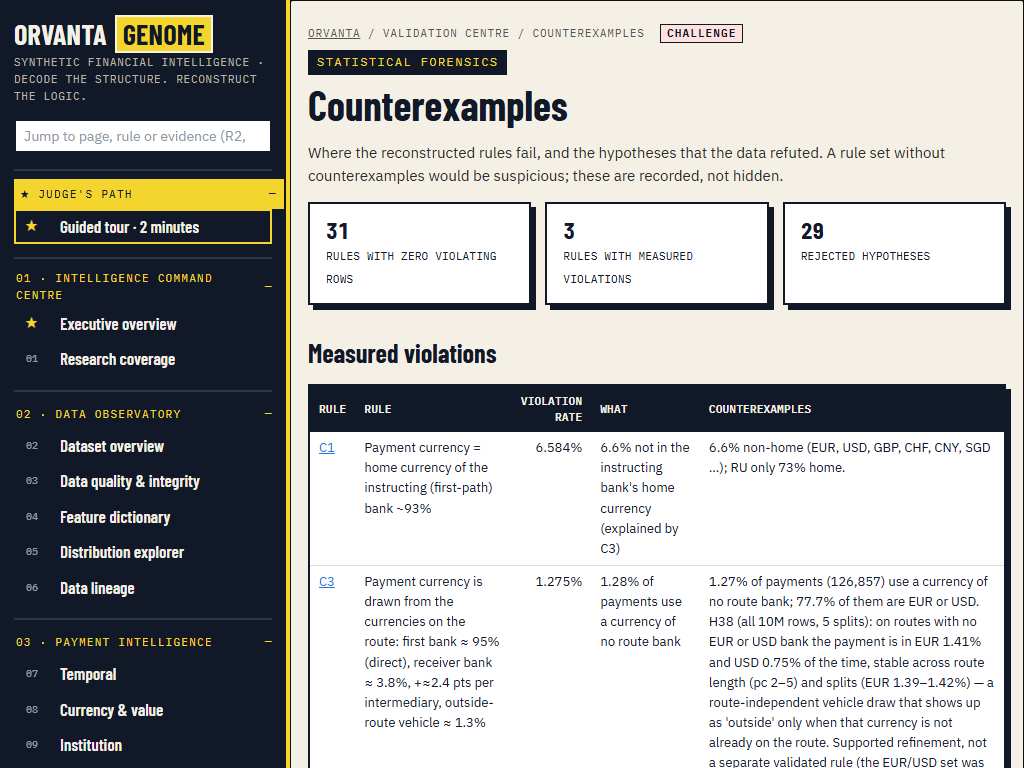 ORVANTA GENOME
SYNTHETIC FINANCIAL INTELLIGENCE ·
DECODE THE STRUCTURE. RECONSTRUCT
THE LOGIC.
Jump to page, rule or evidence (R2,
★ JUDGE'S PATH –
★ Guided tour · 2 minutes
01 · INTELLIGENCE COMMAND
CENTRE –
★ Executive overview
01 Research coverage
02 · DATA OBSERVATORY –
02 Dataset overview
03 Data quality & integrity
04 Feature dictionary
05 Distribution explorer
06 Data lineage
03 · PAYMENT INTELLIGENCE –
07 Temporal
08 Currency & value
09 Institution
ORVANTA / VALIDATION CENTRE / COUNTEREXAMPLES CHALLENGE
STATISTICAL FORENSICS
Counterexamples
Where the reconstructed rules fail, and the hypotheses that the data refuted. A rule set without
counterexamples would be suspicious; these are recorded, not hidden.
31
RULES WITH ZERO VIOLATING
ROWS
3
RULES WITH MEASURED
VIOLATIONS
29
REJECTED HYPOTHESES
Measured violations
RULE RULE VIOLATION RATE WHAT COUNTEREXAMPLES
C1
Payment currency =
home currency of the
instructing (first-path)
bank ~93%
6.584%
6.6% not in the
instructing
bank's home
currency
(explained by
C3)
6.6% non-home (EUR, USD, GBP, CHF, CNY, SGD
…); RU only 73% home.
C3
Payment currency is
drawn from the
currencies on the
route: first bank ≈ 95%
(direct), receiver bank
≈ 3.8%, +≈2.4 pts per
intermediary, outside-
route vehicle ≈ 1.3%
1.275%
1.28% of
payments use
a currency of
no route bank
1.27% of payments (126,857) use a currency of
no route bank; 77.7% of them are EUR or USD.
H38 (all 10M rows, 5 splits): on routes with no
EUR or USD bank the payment is in EUR 1.41%
and USD 0.75% of the time, stable across route
length (pc 2–5) and splits (EUR 1.39–1.42%) — a
route-independent vehicle draw that shows up
as 'outside' only when that currency is not
already on the route. Supported refinement, not
a separate validated rule (the EUR/USD set was